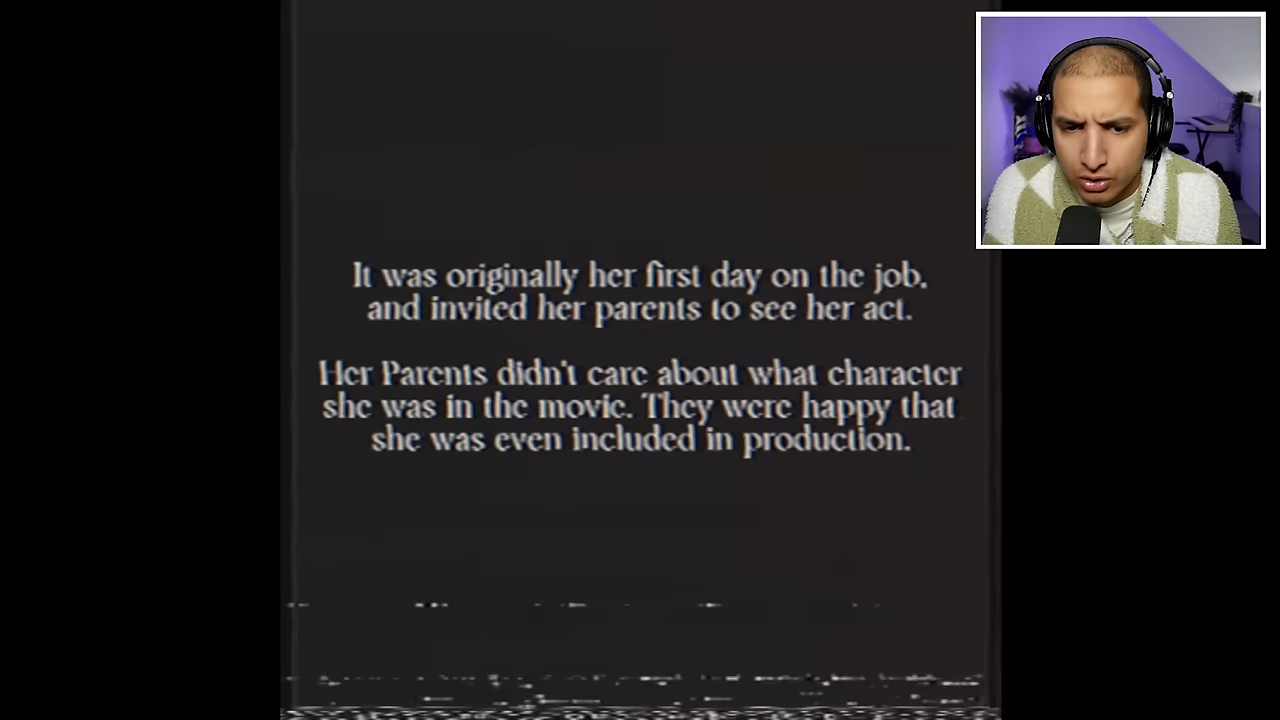 It was originally her first day on the job,
and invited her parents to see her act.
Her Parents didn't care about what character
she was in the movie. They were happy that
she was even included in production.